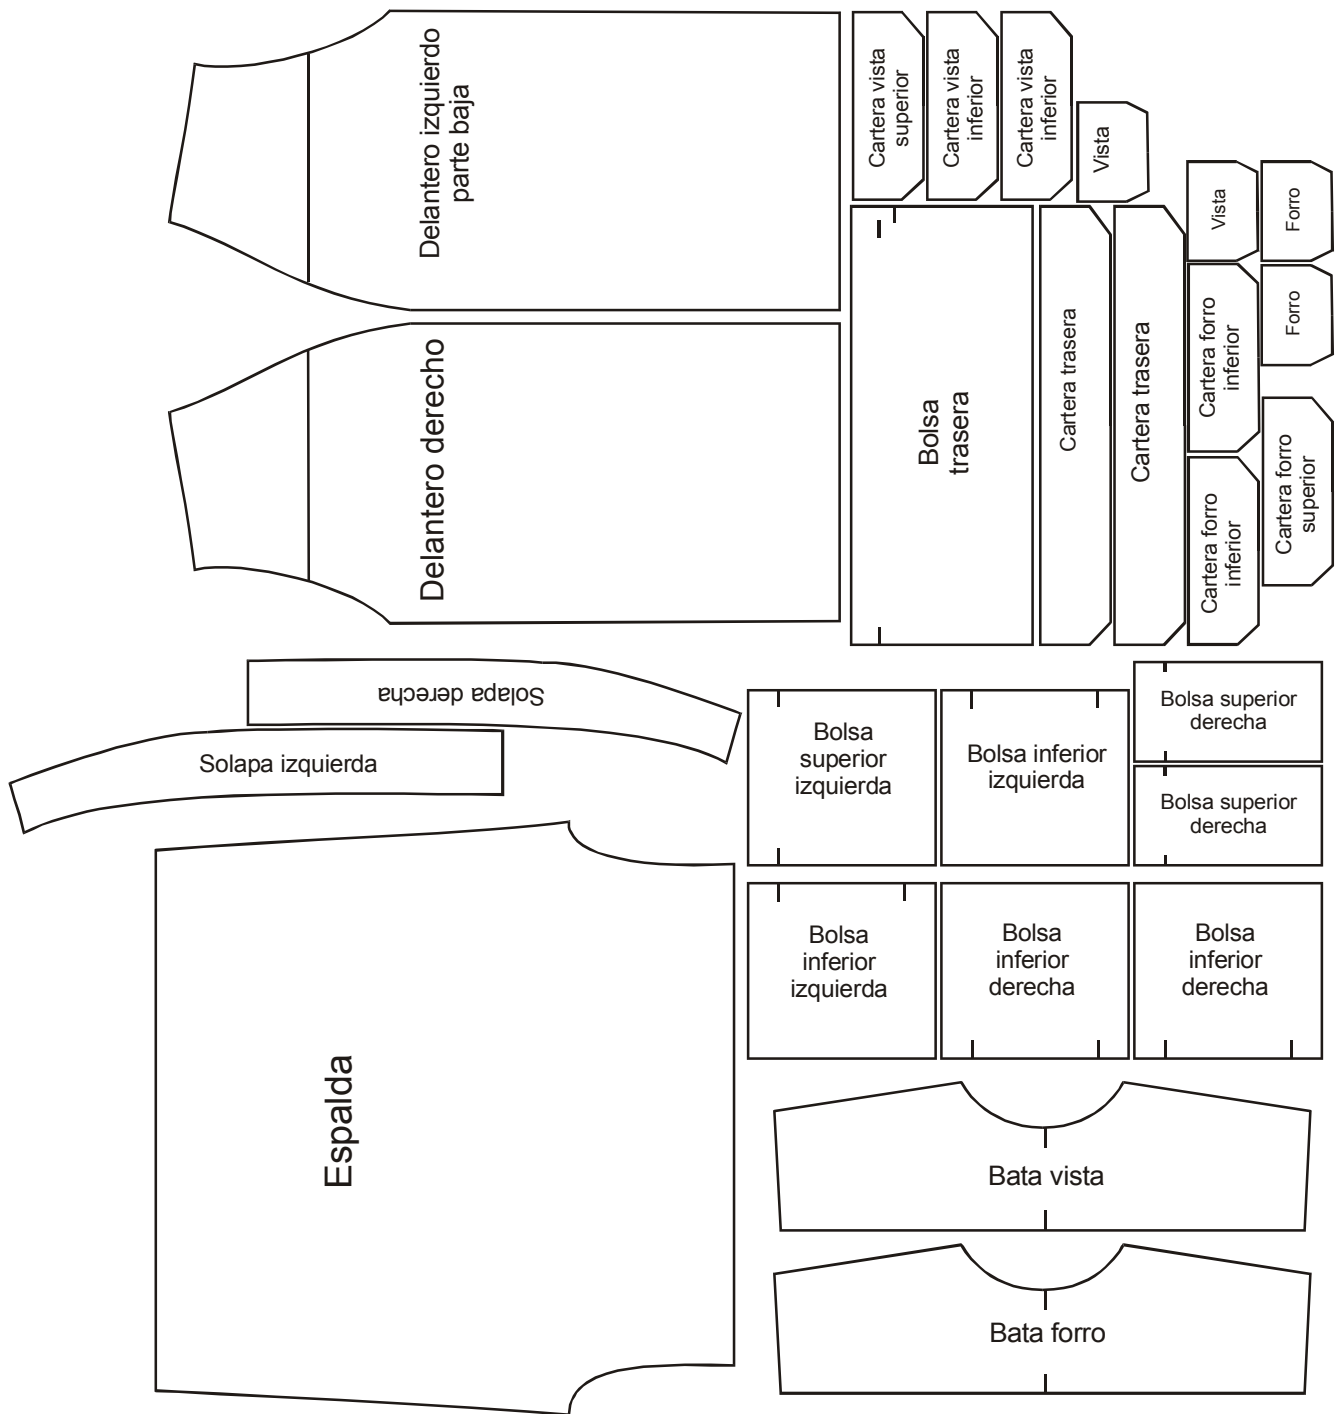 Delantero izquierdo
parte baja
Cartera vista
superior
Cartera vista
inferior
Cartera vista
inferior
Vista
Vista
Forro
Forro
Delantero derecho
Bolsa
trasera
Cartera trasera
Cartera trasera
Cartera forro
inferior
Cartera forro
inferior
Cartera forro
superior
Solapa derecha
Solapa izquierda
Bolsa
superior
izquierda
Bolsa inferior
izquierda
Bolsa superior
derecha
Bolsa superior
derecha
Bolsa
inferior
izquierda
Bolsa
inferior
derecha
Bolsa
inferior
derecha
Espalda
Bata vista
Bata forro